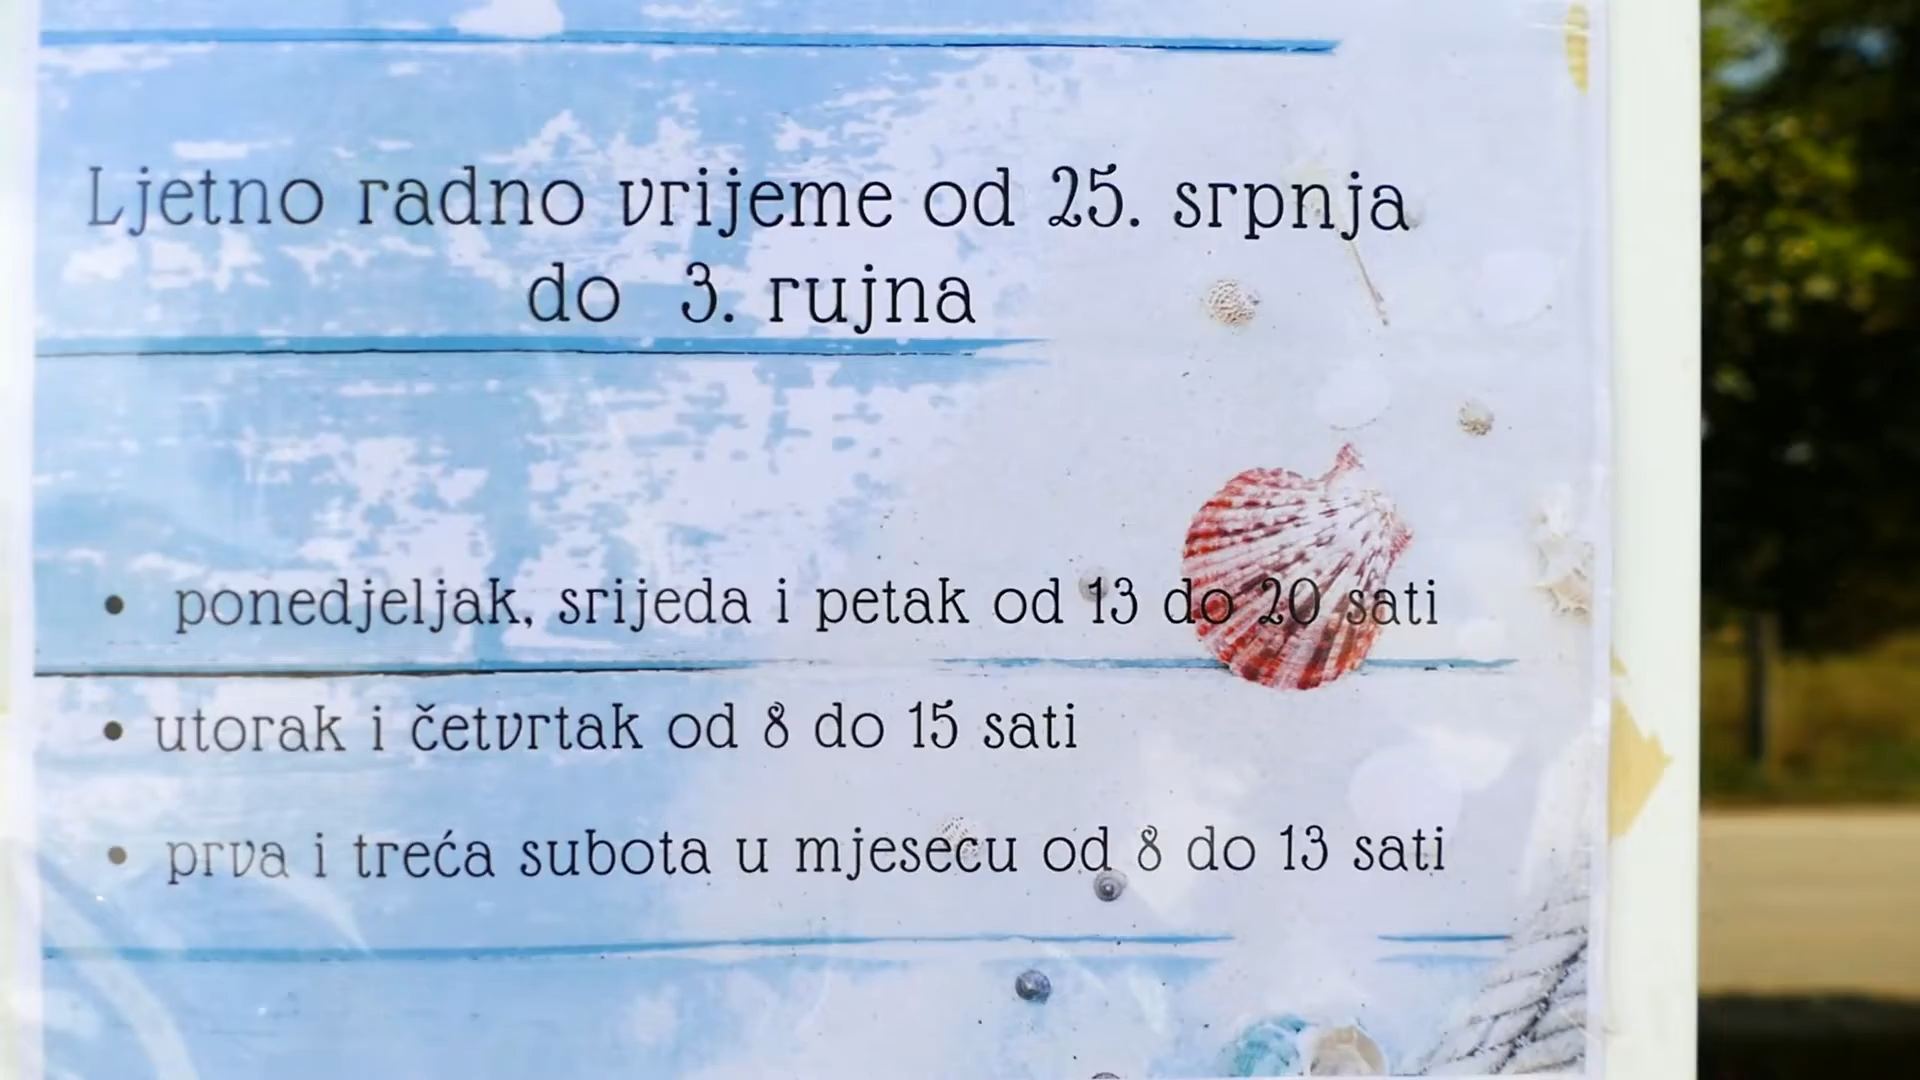 Ljetno radno vrijeme od 25. srpnja
do 3. rujna
• ponedjeljak, srijeda i petak od 13 do 20 sati
• utorak i četvrtak od 8 do 15 sati
• prva i treća subota u mjesecu od 8 do 13 sati